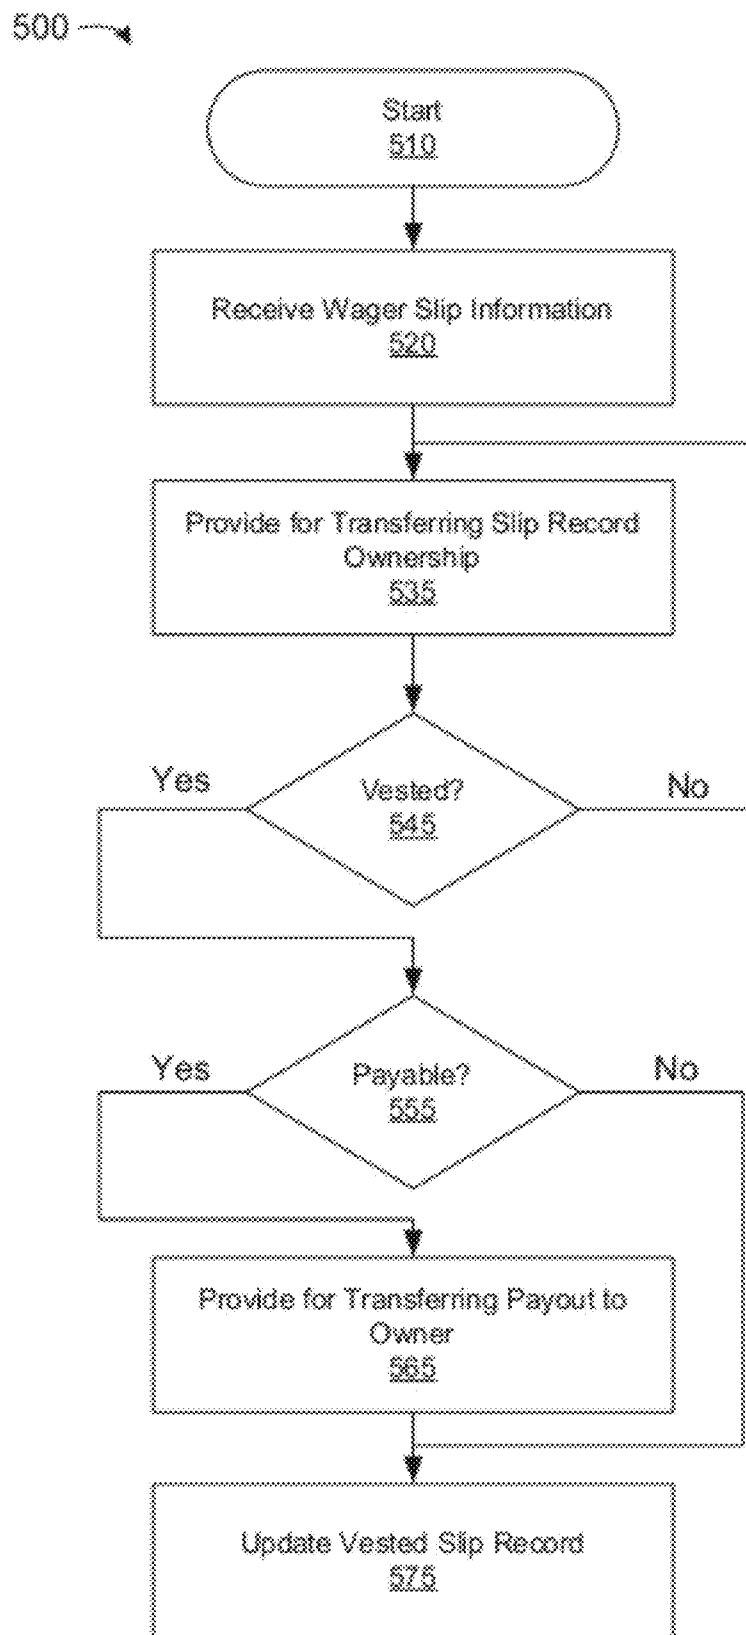 500
Start
510
Receive Wager Slip Information
520
Provide for Transferring Slip Record
Ownership
535
Yes
Vested?
545
No
Yes
Payable?
555
No
Provide for Transferring Payout to
Owner
565
Update Vested Slip Record
575